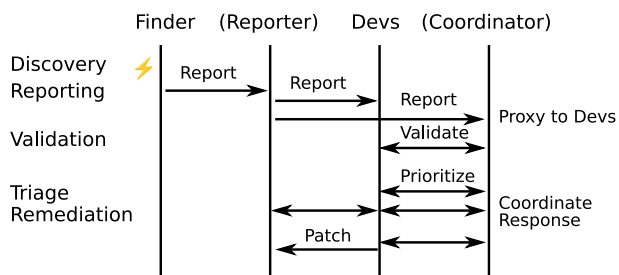 Finder (Reporter) Devs (Coordinator)
Discovery
Report
Reporting
Report
Report
Proxy to Devs
Validation
Validate
Prioritize
Triage
Remediation
Coordinate
Response
Patch